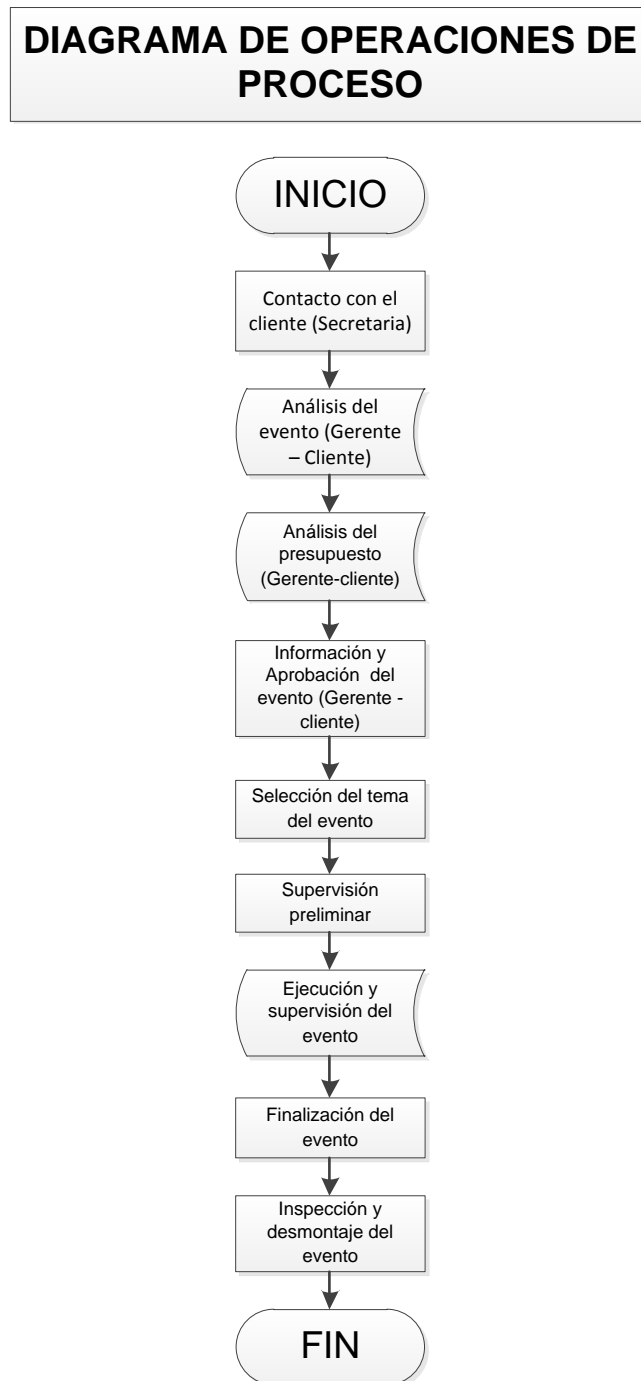 DIAGRAMA DE OPERACIONES DE
PROCESO
INICIO
Contacto con el
cliente (Secretaria)
Análisis del
evento (Gerente
– Cliente)
Análisis del
presupuesto
(Gerente-cliente)
Información y
Aprobación  del
evento (Gerente -
cliente)
Selección del tema
del evento
Supervisión
preliminar
Ejecución y
supervisión del
evento
Finalización del
evento
Inspección y
desmontaje del
evento
FIN